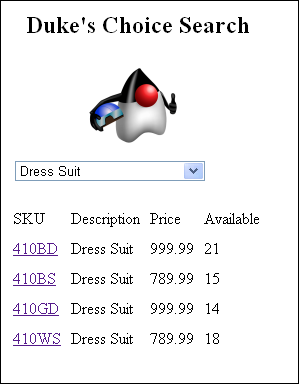 Duke's Choice Search
Dress Suit
SKU Description Price Available
410BD Dress Suit 999.99 21
410BS Dress Suit 789.99 15
410GD Dress Suit 999.99 14
410WS Dress Suit 789.99 18